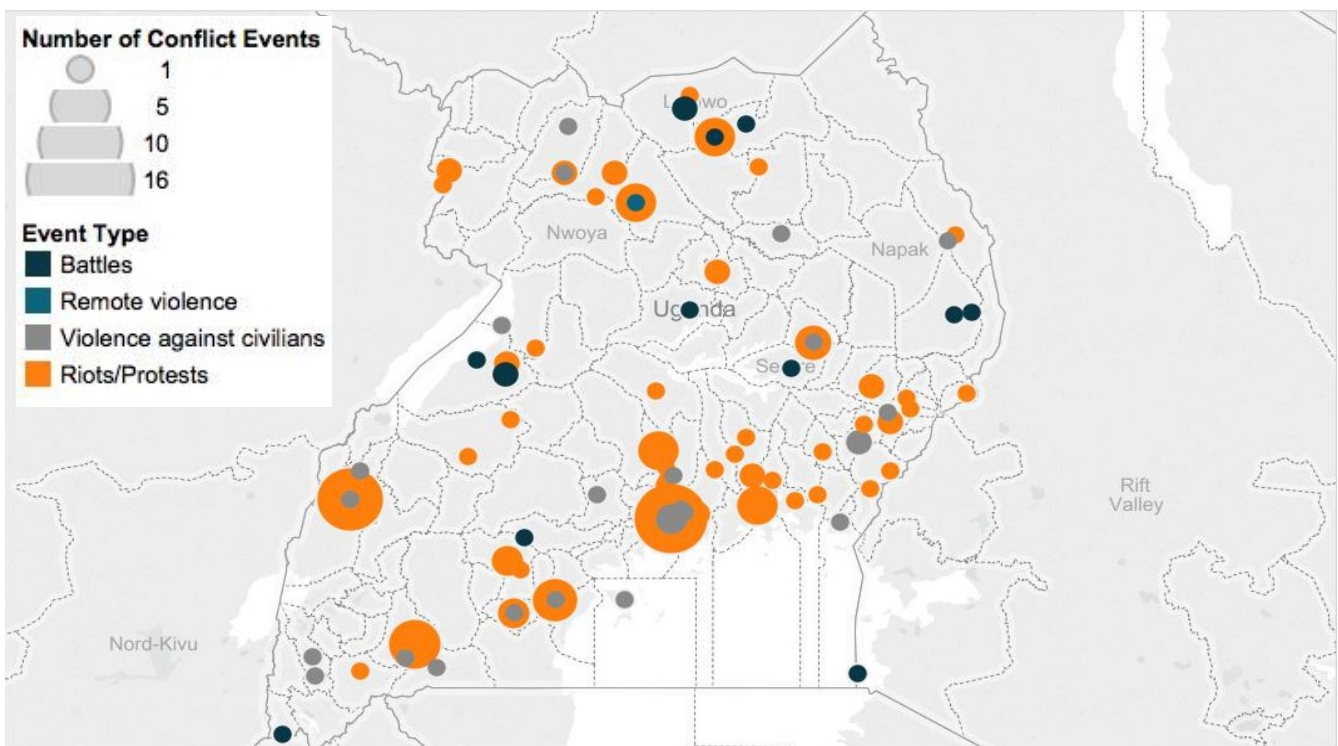 Number of Conflict Events
1
5
10
16
Event Type
Battles
Remote violence
Violence against civilians
Riots/Protests
Nwoya
Napak
Rift
Valley
Nord-Kivu